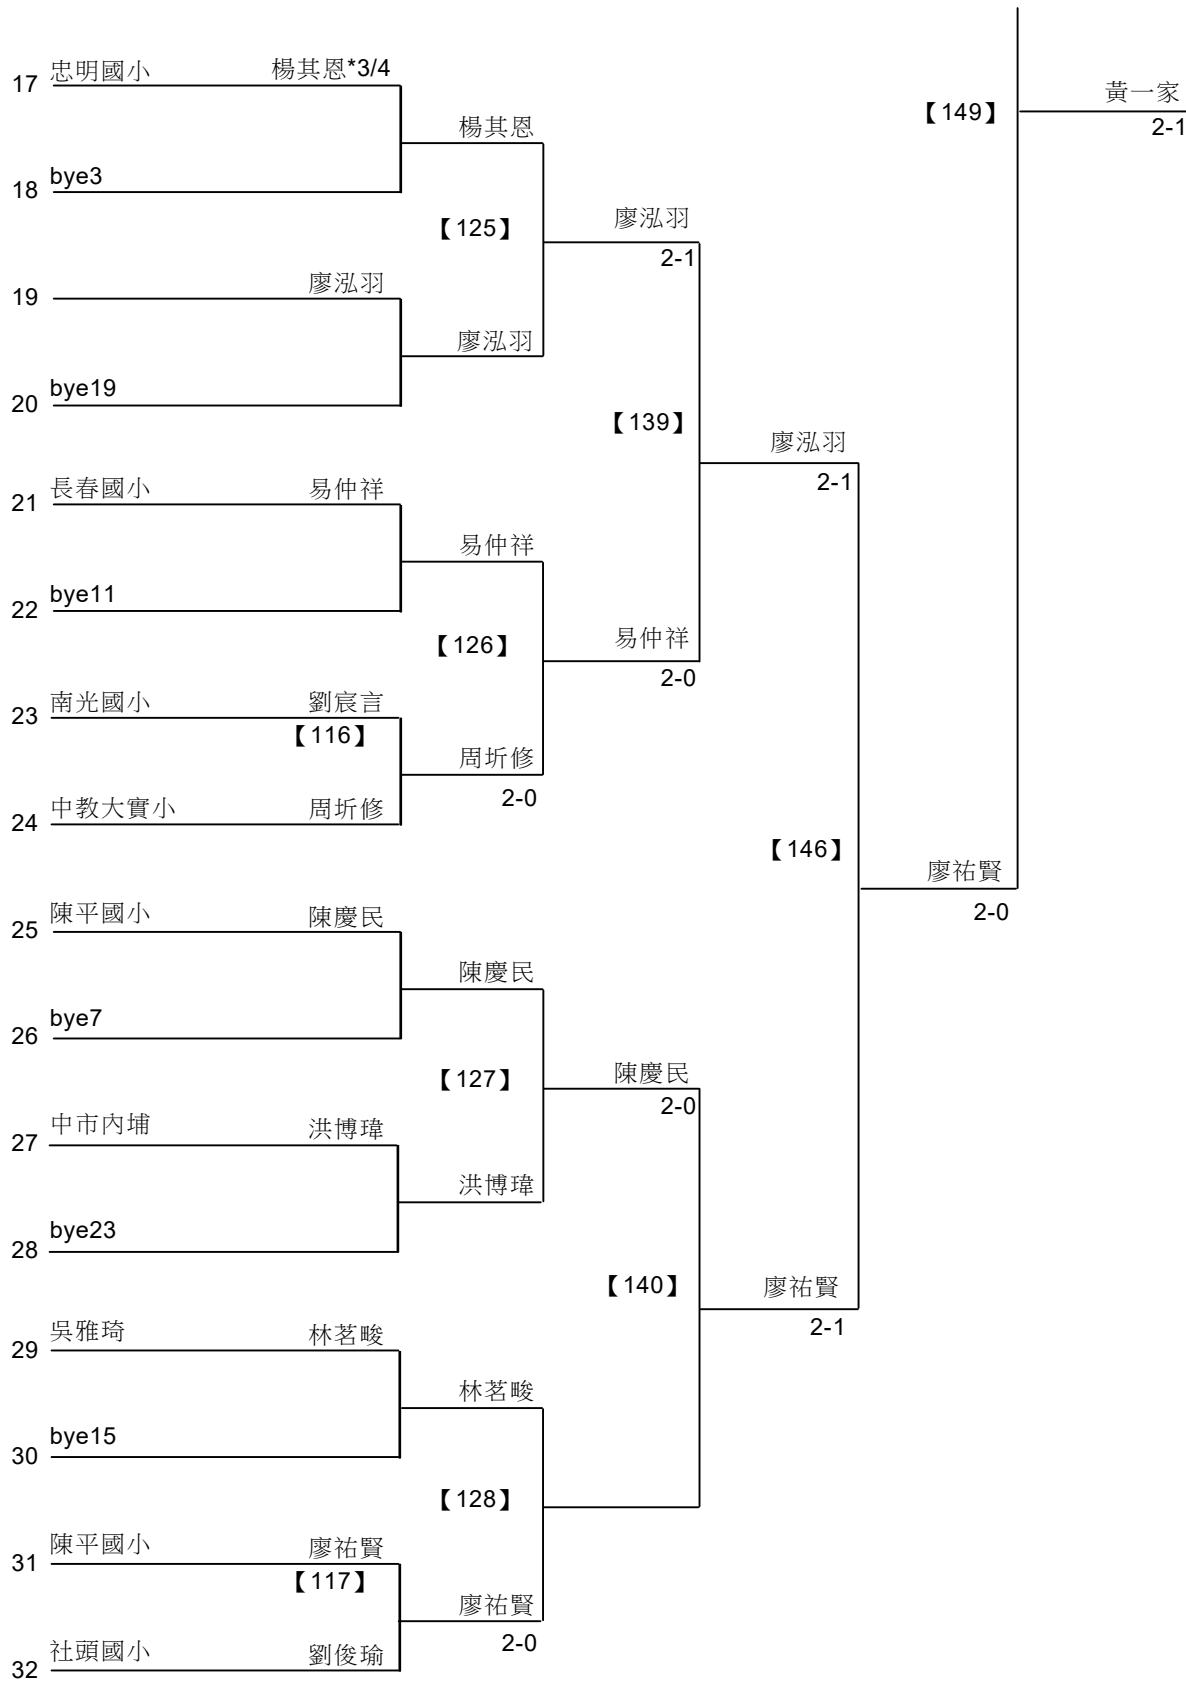 17 忠明國小 楊其恩*3/4
楊其恩
18 bye3
【125】
廖泓羽
2-1
19 廖泓羽
廖泓羽
20 bye19
【139】
廖泓羽
2-1
21 長春國小 易仲祥
易仲祥
22 bye11
【126】
易仲祥
2-0
23 南光國小 劉宸言
【116】
周圻修
2-0
24 中教大實小 周圻修
【146】
廖祐賢
2-0
【149】
黃一家
2-1
25 陳平國小 陳慶民
陳慶民
26 bye7
【127】
陳慶民
2-0
27 中市內埔 洪博瑋
洪博瑋
28 bye23
【140】
廖祐賢
2-1
29 吳雅琦 林茗畯
林茗畯
30 bye15
【128】
31 陳平國小 廖祐賢
【117】
廖祐賢
2-0
32 社頭國小 劉俊瑜